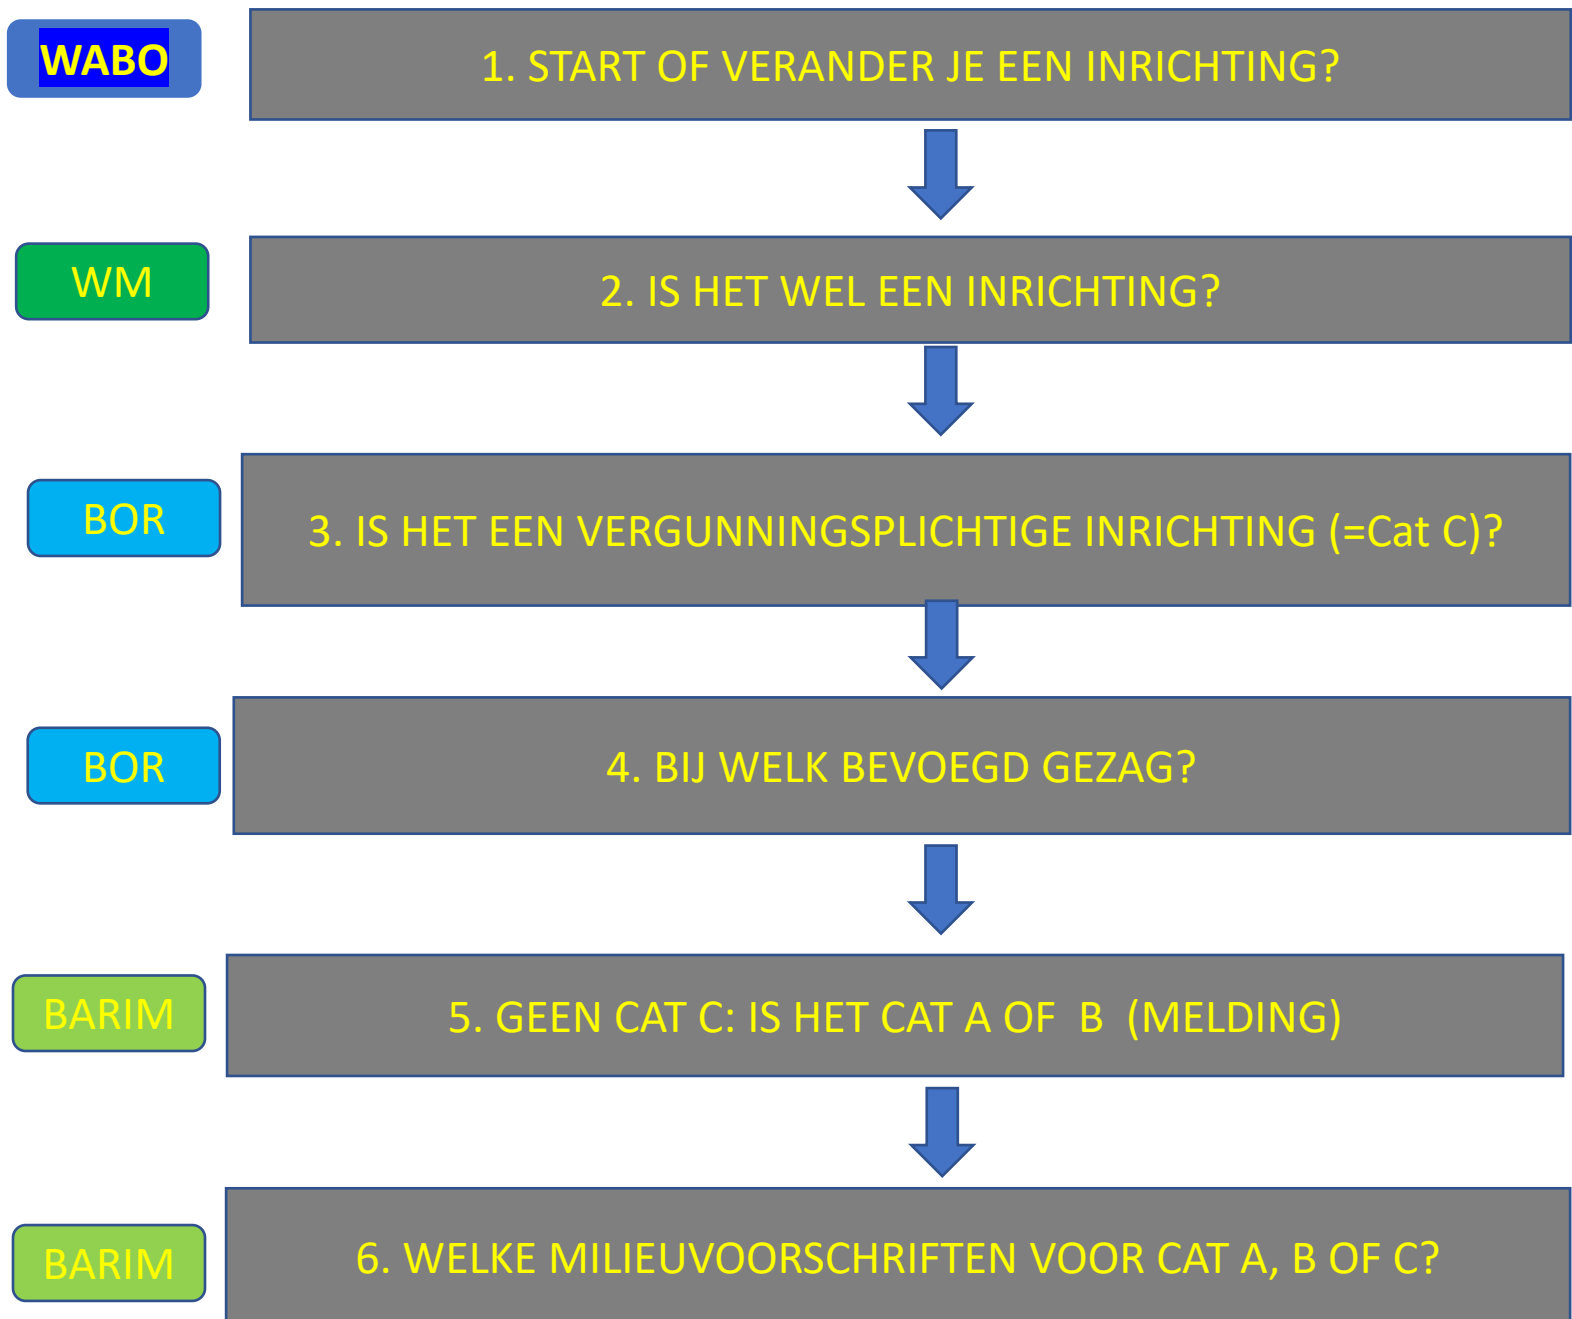 WABO
1. START OF VERANDER JE EEN INRICHTING?
WM
2. IS HET WEL EEN INRICHTING?
BOR
3. IS HET EEN VERGUNNINGSPLICHTIGE INRICHTING (=Cat C)?
BOR
4. BIJ WELK BEVOEGD GEZAG?
BARIM
5. GEEN CAT C: IS HET CAT A OF B (MELDING)
BARIM
6. WELKE MILIEUVOORSCHRIFTEN VOOR CAT A, B OF C?